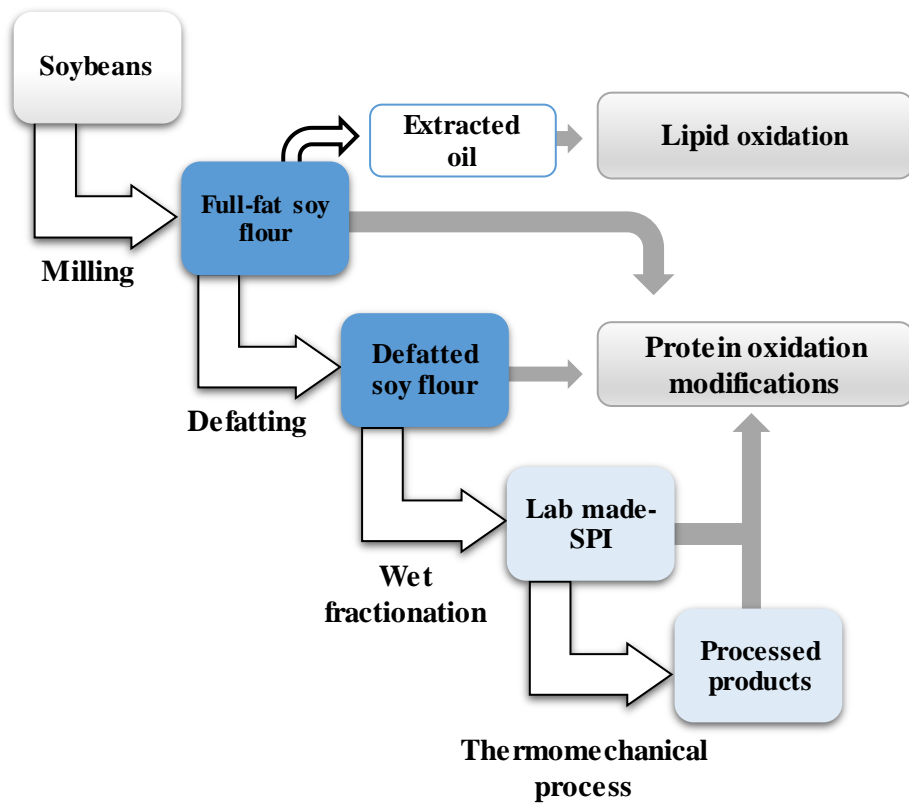 Soybeans
Extracted
oil
Lipid oxidation
Full-fat soy
flour
Milling
Defatted
soy flour
Protein oxidation
modifications
Defatting
Lab made-
SPI
Wet
fractionation
Processed
products
Thermomechanical
process